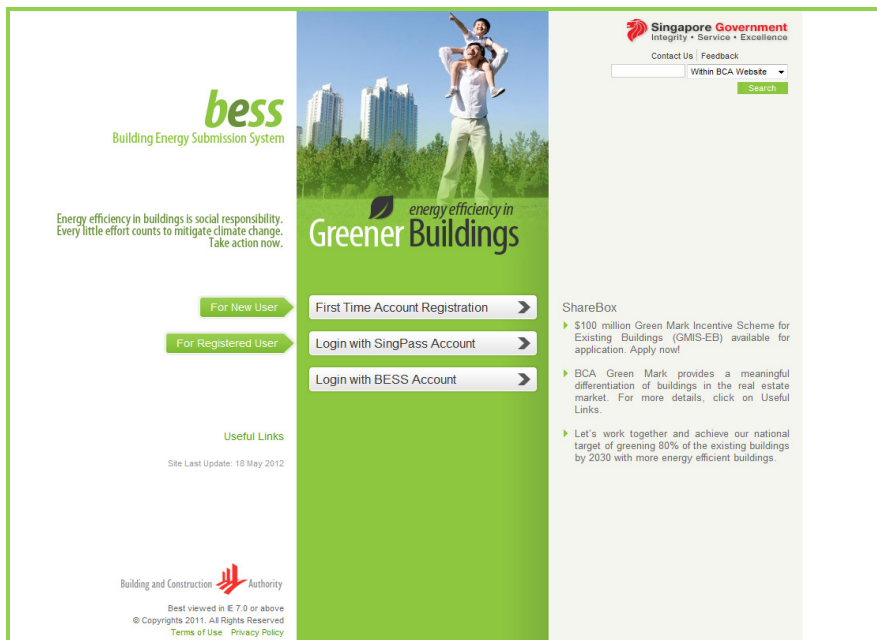 bess
Building Energy Submission System
Energy efficiency in buildings is social responsibility.
Every little effort counts to mitigate climate change.
Take action now.
For New User
For Registered User
Useful Links
Site Last Update: 18 May 2012
Building and Construction Authority
Best viewed in IE 7.0 or above
© Copyrights 2011. All Rights Reserved
Terms of Use Privacy Policy
energy efficiency in
Greener Buildings
First Time Account Registration
Login with SingPass Account
Login with BESS Account
Singapore Government
Integrity • Service • Excellence
Contact Us Feedback
Within BCA Website
Search
ShareBox
$100 million Green Mark Incentive Scheme for
Existing Buildings (GMIS-EB) available for
application. Apply now!
BCA Green Mark provides a meaningful
differentiation of buildings in the real estate
market. For more details, click on Useful
Links.
Let's work together and achieve our national
target of greening 80% of the existing buildings
by 2030 with more energy efficient buildings.